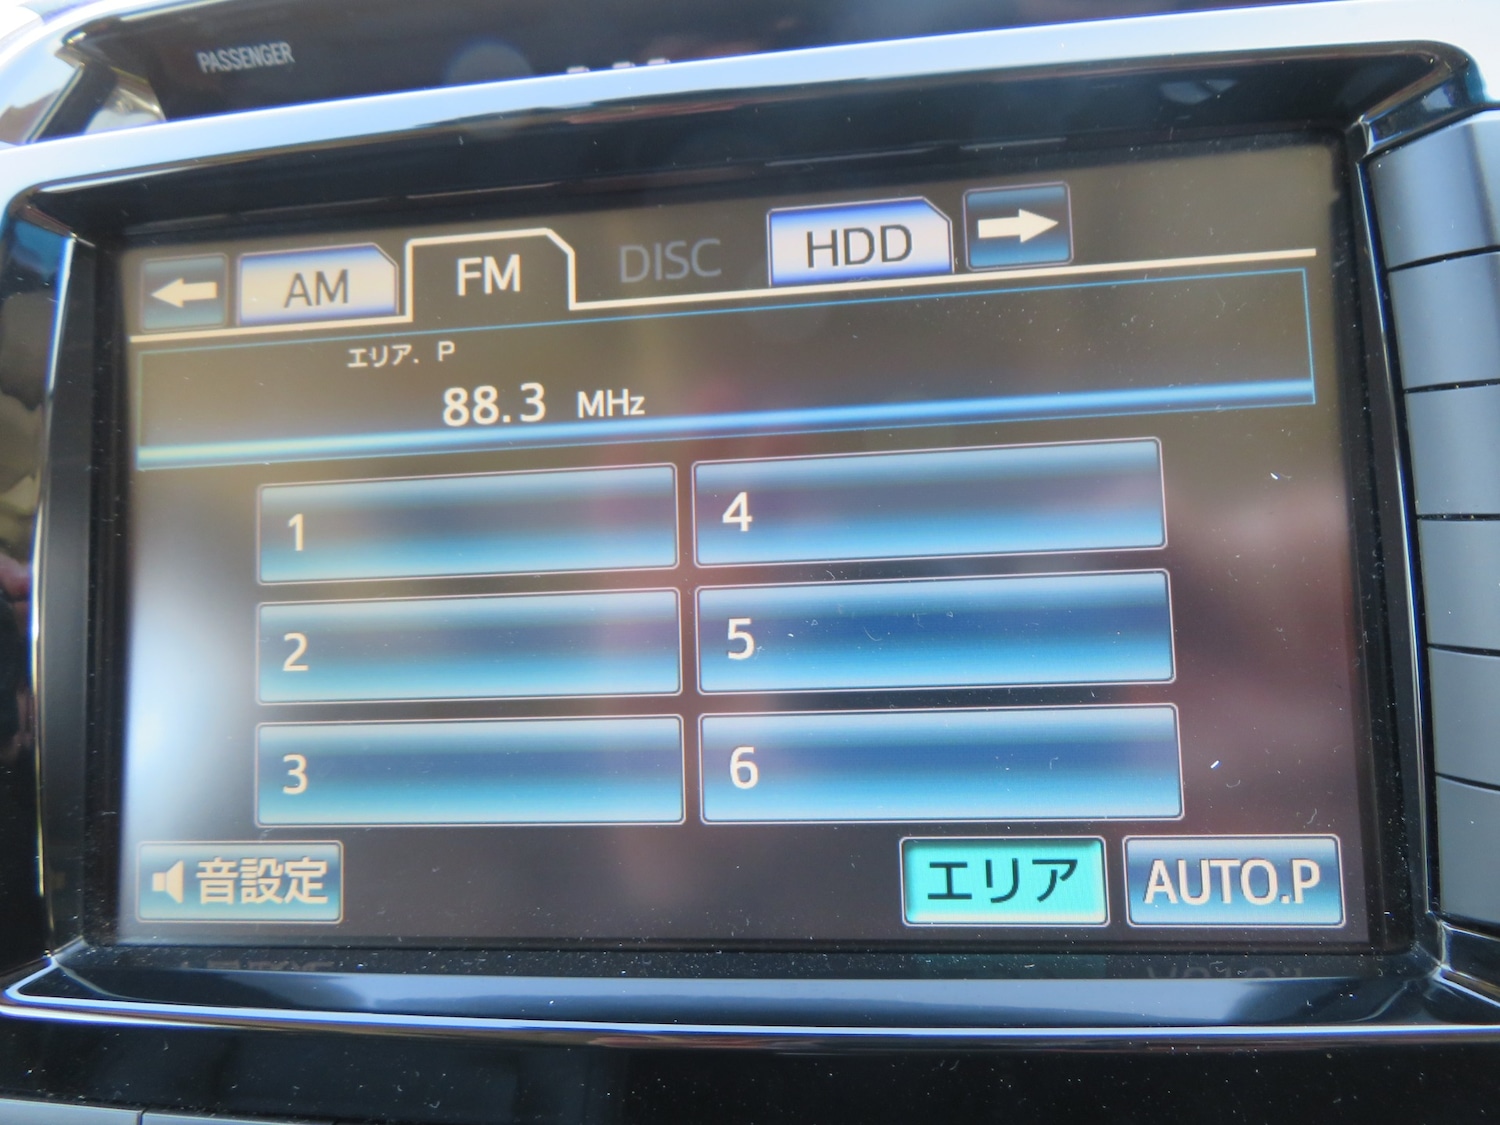 PASSENGER
AM FM DISC HDD
エリア. P
88.3 MHz
1 4
2 5
3 6
音設定 エリア AUTO.P